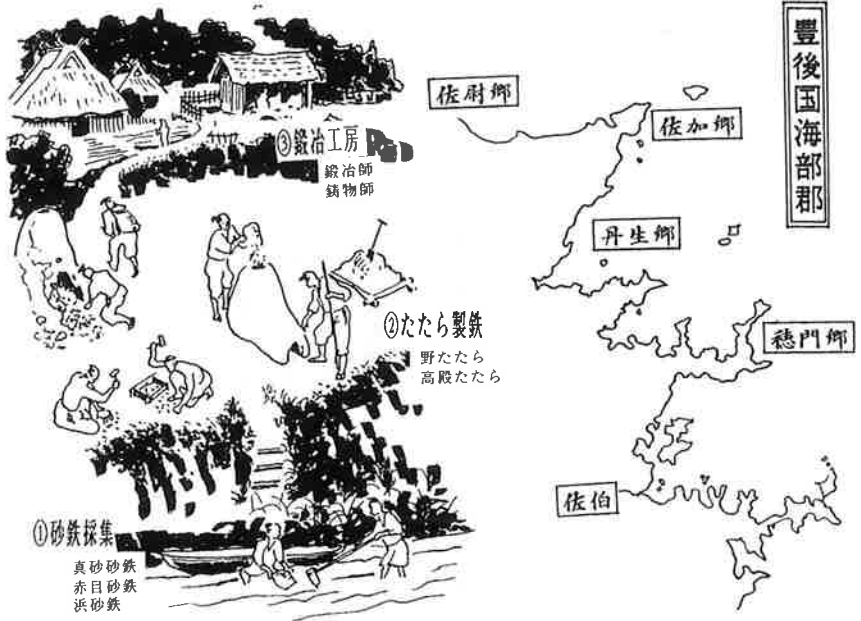 豊後国海部郡
佐尉郷
佐加郷
丹生郷
穂門郷
佐伯
③鍛冶工房
鍛冶師
鋳物師
②たたら製鉄
野たたら
高殿たたら
①砂鉄採集
真砂砂鉄
赤目砂鉄
浜砂鉄